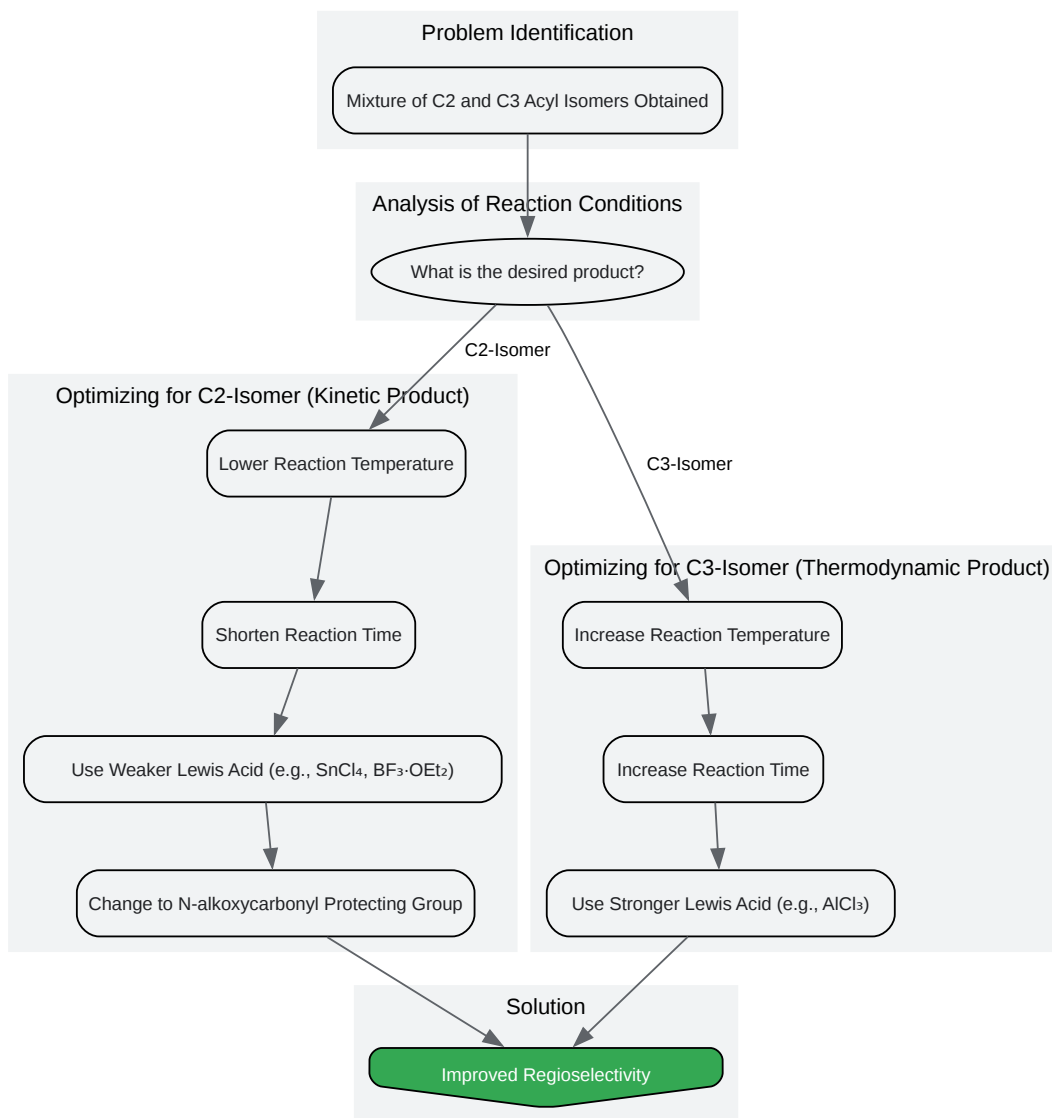 Problem Identification
Mixture of C2 and C3 Acyl Isomers Obtained
Analysis of Reaction Conditions
What is the desired product?
C2-Isomer
Optimizing for C2-Isomer (Kinetic Product)
Lower Reaction Temperature
Shorten Reaction Time
Use Weaker Lewis Acid (e.g., SnCl₄, BF₃·OEt₂)
Change to N-alkoxycarbonyl Protecting Group
C3-Isomer
Optimizing for C3-Isomer (Thermodynamic Product)
Increase Reaction Temperature
Increase Reaction Time
Use Stronger Lewis Acid (e.g., AlCl₃)
Solution
Improved Regioselectivity